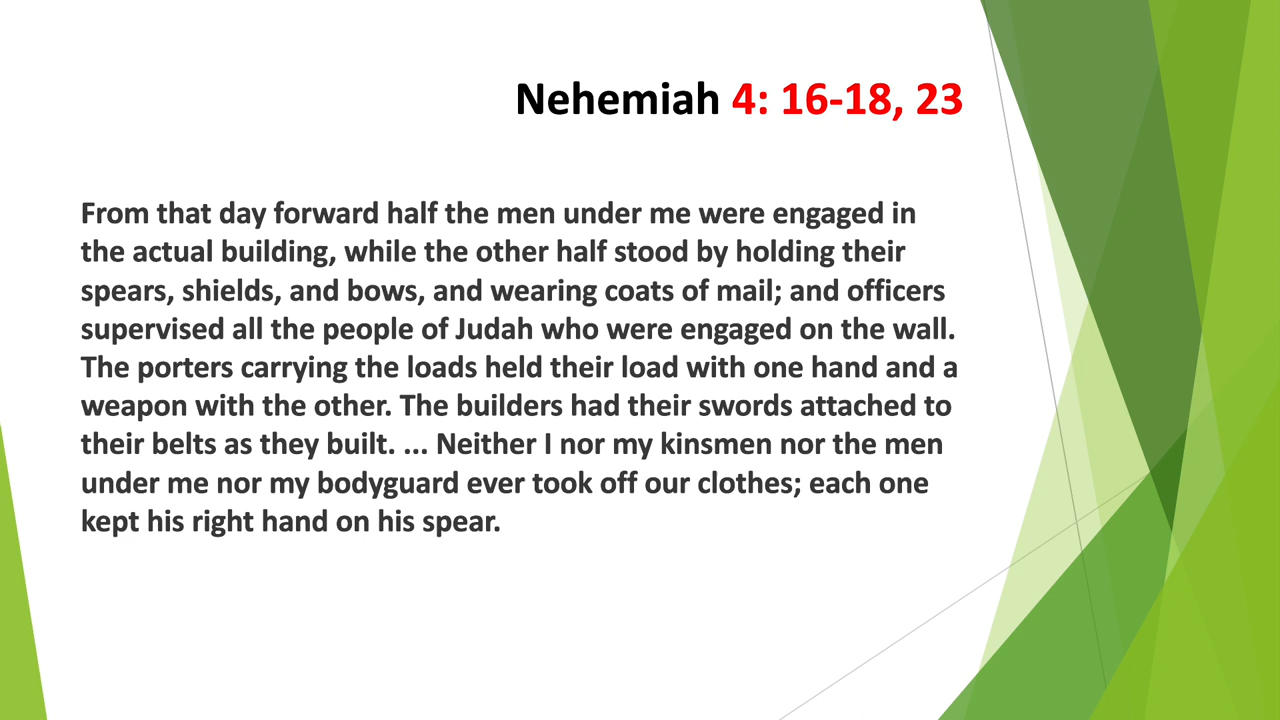 Nehemiah 4: 16-18, 23
From that day forward half the men under me were engaged in
the actual building, while the other half stood by holding their
spears, shields, and bows, and wearing coats of mail; and officers
supervised all the people of Judah who were engaged on the wall.
The porters carrying the loads held their load with one hand and a
weapon with the other. The builders had their swords attached to
their belts as they built. ... Neither I nor my kinsmen nor the men
under me nor my bodyguard ever took off our clothes; each one
kept his right hand on his spear.